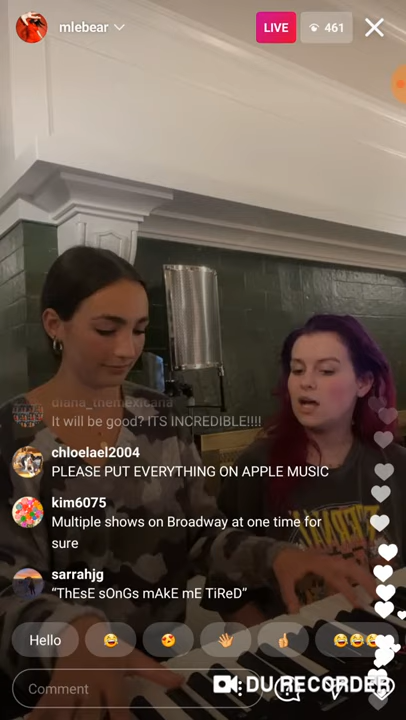 mlebear
LIVE
461
diana_themexicana
It will be good? ITS INCREDIBLE!!!!
chloelael2004
PLEASE PUT EVERYTHING ON APPLE MUSIC
kim6075
Multiple shows on Broadway at one time for
sure
sarrahjg
“ThEsE sOnGs mAkE mE TiReD”
Hello
Comment
DU RECORDER